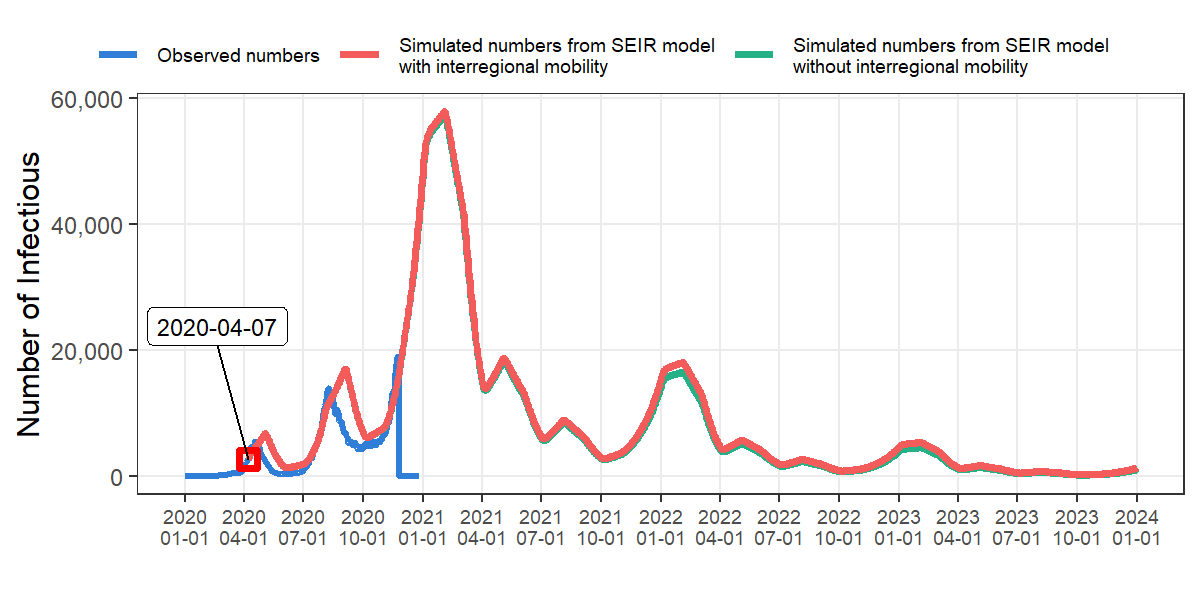 Observed numbers
Simulated numbers from SEIR model
with interregional mobility
Simulated numbers from SEIR model
without interregional mobility
Number of Infectious
60,000
40,000
20,000
0
2020-04-07
2020 2020 2020 2020 2021 2021 2021 2021 2022 2022 2022 2022 2023 2023 2023 2023 2024
01-01 04-01 07-01 10-01 01-01 04-01 07-01 10-01 01-01 04-01 07-01 10-01 01-01 04-01 07-01 10-01 01-01